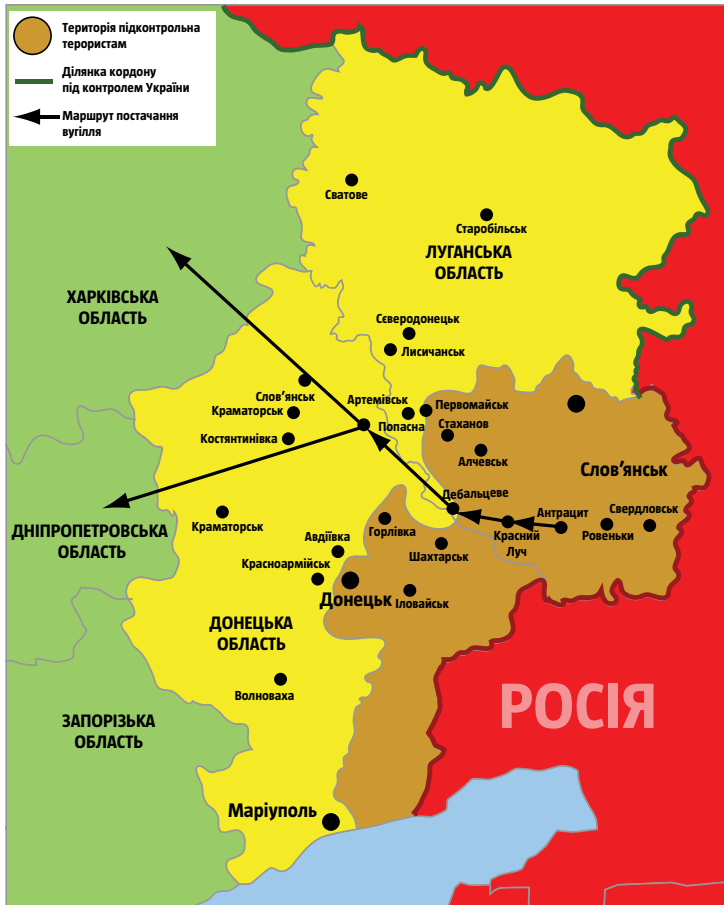 Територія підконтрольна
терористам
Ділянка кордону
під контролем України
Маршрут постачання
вугілля
Сватове
Старобільськ
ЛУГАНСЬКА
ОБЛАСТЬ
ХАРКІВСЬКА
ОБЛАСТЬ
Сєверодонецьк
Лисичанськ
Слов'янськ
Артемівськ
Первомайськ
Краматорськ
Попасна
Стаханов
Костянтинівка
Алчевськ
Слов'янськ
Дебальцеве
Антрацит
Свердловськ
ДНІПРОПЕТРОВСЬКА
ОБЛАСТЬ
Краматорськ
Горлівка
Красний
Луч
Ровеньки
Авдіївка
Шахтарськ
Красноармійськ
Донецьк
Іловайськ
ДОНЕЦЬКА
ОБЛАСТЬ
Волноваха
РОСІЯ
ЗАПОРІЗЬКА
ОБЛАСТЬ
Маріуполь